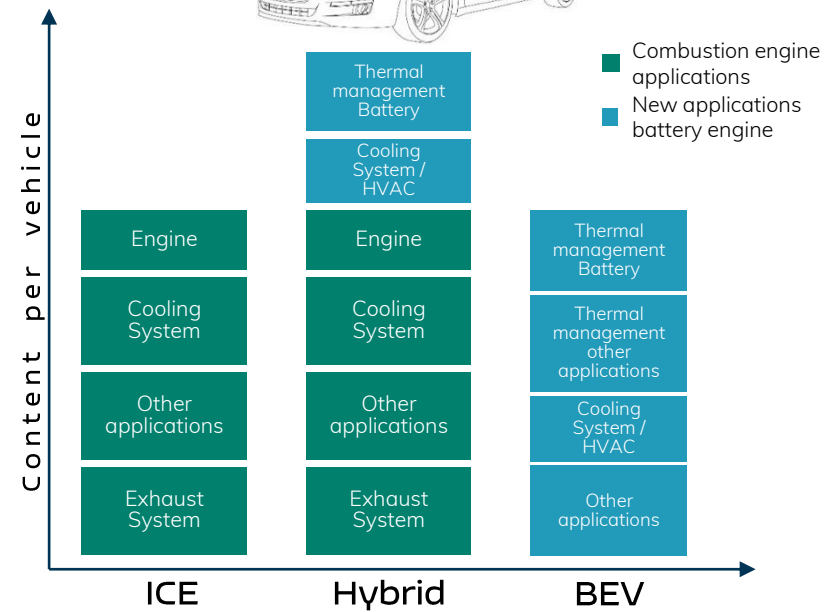 Content per vehicle
Combustion engine
applications
New applications
battery engine
Engine
Cooling
System
Other
applications
Exhaust
System
Thermal
management
Battery
Cooling
System /
HVAC
Engine
Cooling
System
Other
applications
Exhaust
System
Thermal
management
Battery
Thermal
management
other
applications
Cooling
System /
HVAC
Other
applications
ICE
Hybrid
BEV